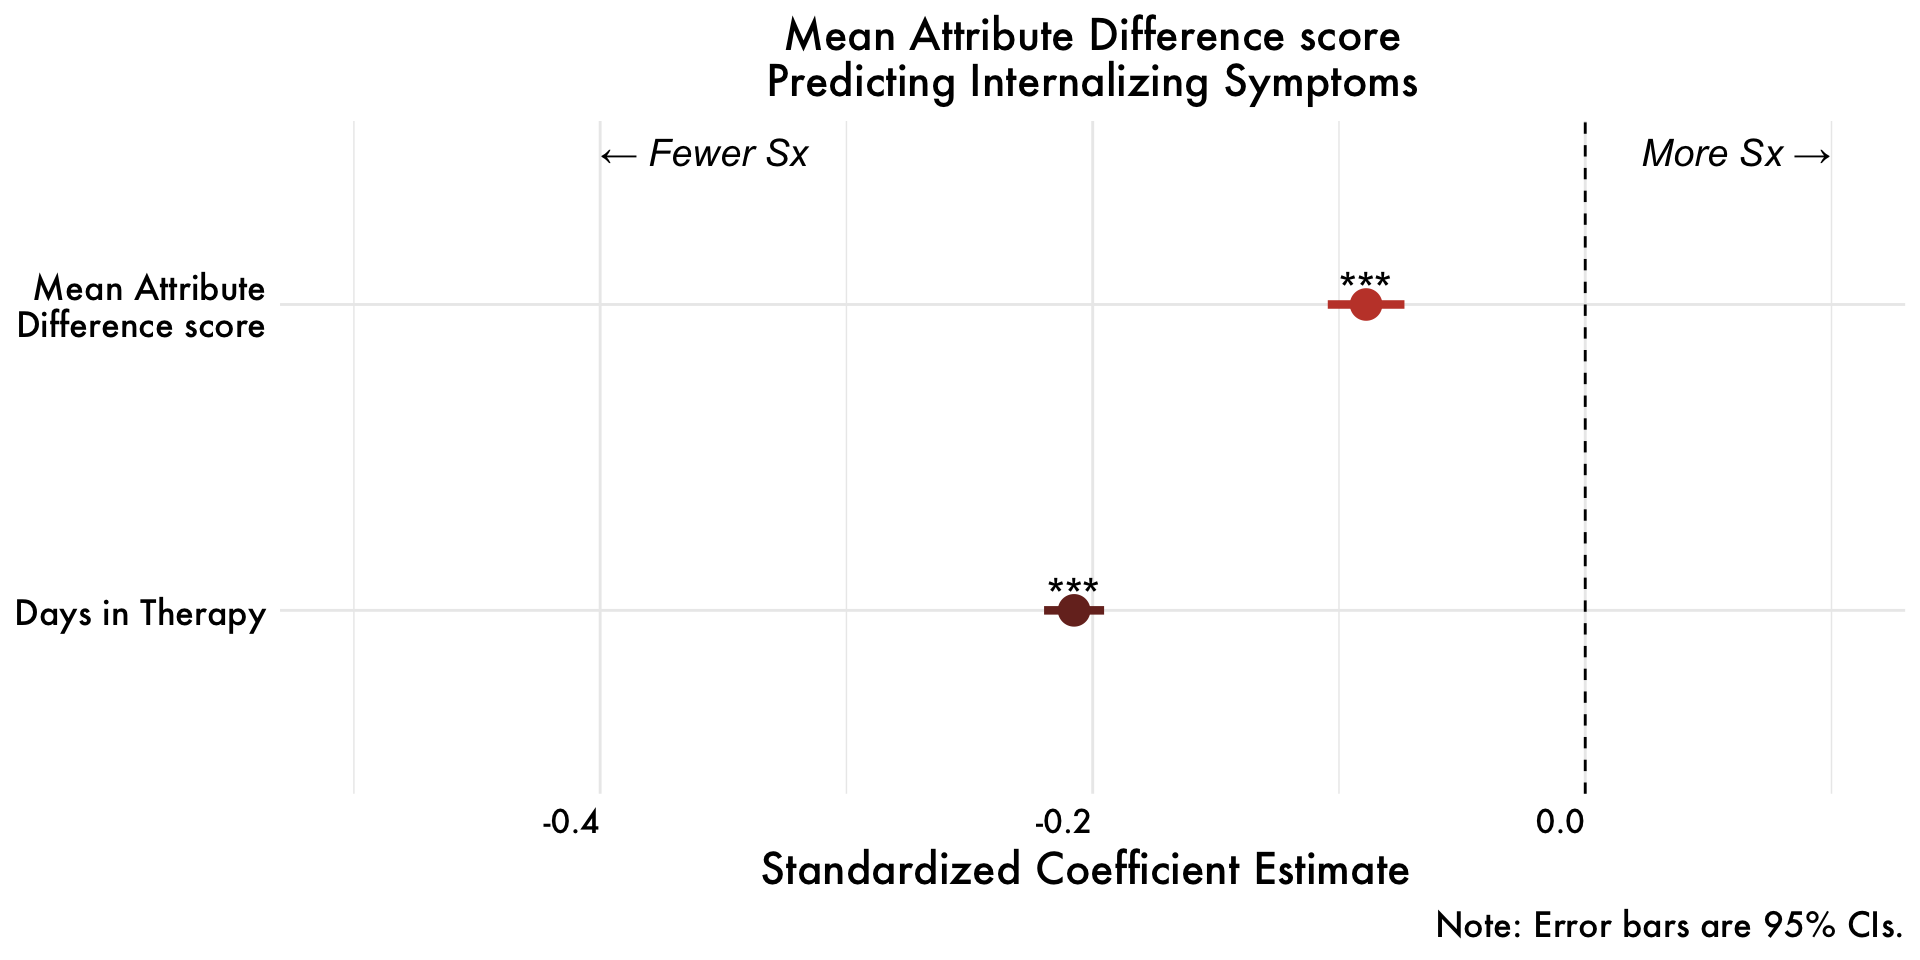 Mean Attribute Difference score
Predicting Internalizing Symptoms
← Fewer Sx
More Sx →
Mean Attribute
Difference score
***
Days in Therapy
***
-0.4
-0.2
0.0
Standardized Coefficient Estimate
Note: Error bars are 95% CIs.